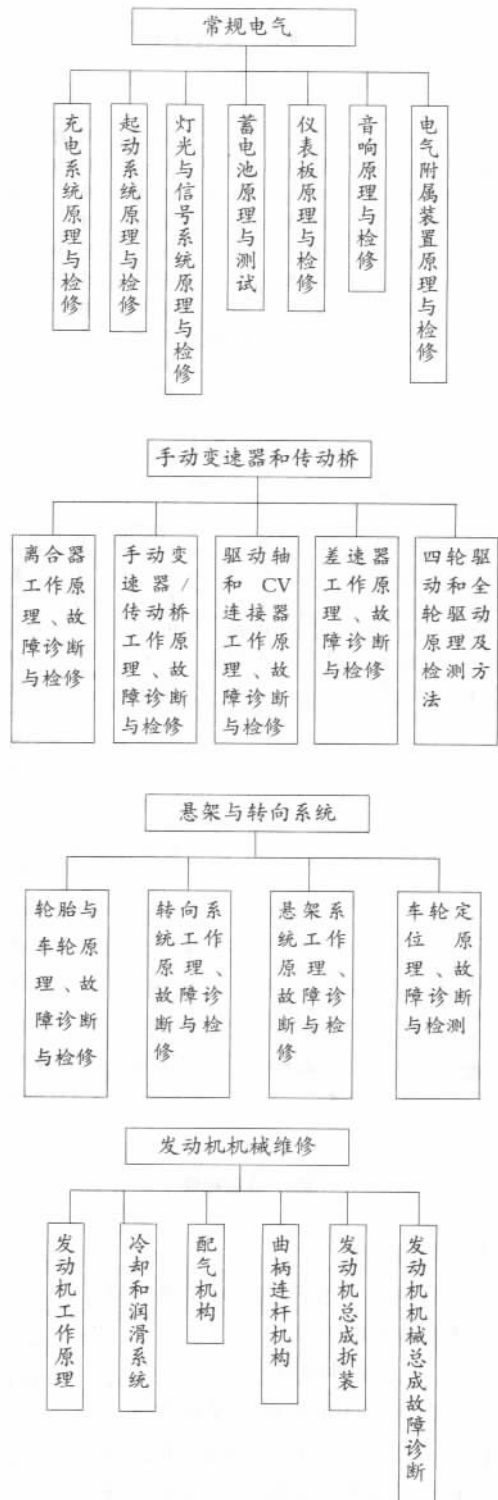 常规电气
充电系统原理与检修
起动系统原理与检修
灯光与信号系统原理与检修
蓄电池原理与测试
仪表板原理与检修
音响原理与检修
电气附属装置原理与检修
手动变速器和传动桥
离合器
工作原
理、故
障诊断
与检修
手动变
速器/
传动桥
工作原
理、故
障诊断
与检修
驱动轴
和 CV
连接器
工作原
理、故
障诊断
与检修
差速器
工作原
理、故
障诊断
与检修
四轮驱
动和全
轮驱动
原理及
检测方
法
悬架与转向系统
轮胎与
车轮原
理、故
障诊断
与检修
转向系
统工作
原理、
故障诊
断与检
修
悬架系
统工作
原理、
故障诊
断与检
修
车轮定
位原
理、故
障诊断
与检测
发动机机械维修
发动机工作原理
冷却和润滑系统
配气机构
曲柄连杆机构
发动机总成拆装
发动机机械总成故障诊断